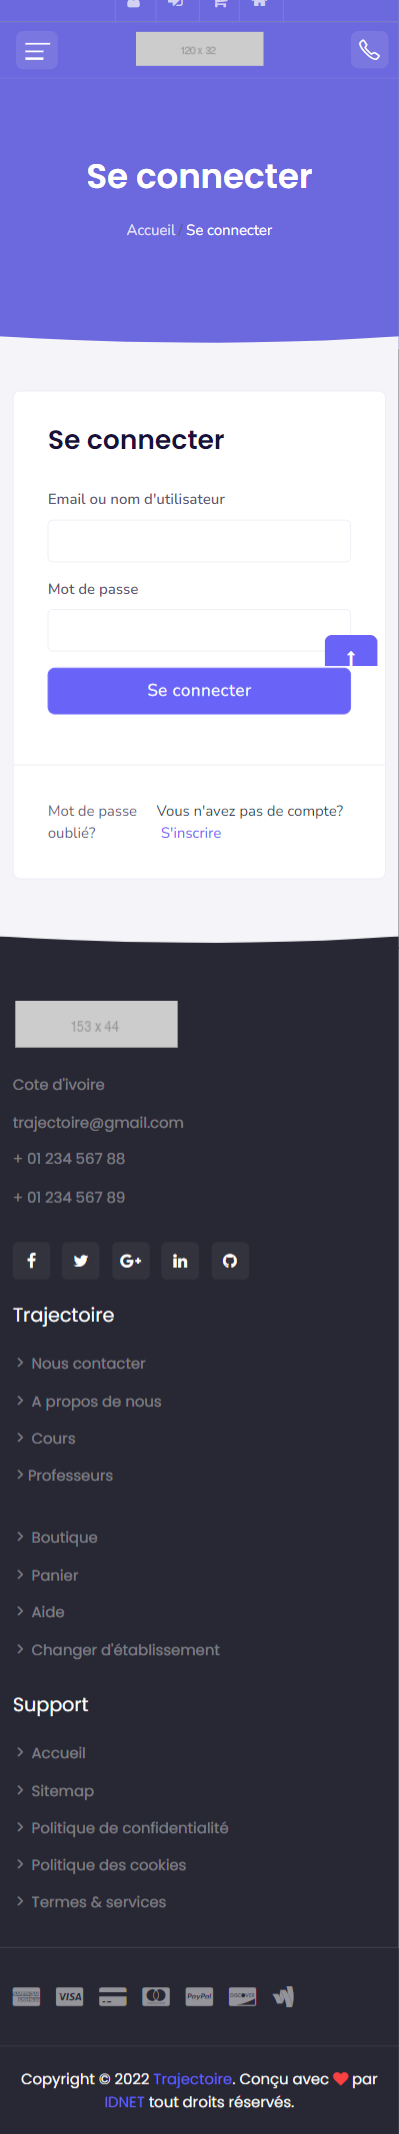 120 x 32
Se connecter
Accueil / Se connecter
Se connecter
Email ou nom d'utilisateur
Mot de passe
Se connecter
Mot de passe oublié?
Vous n'avez pas de compte?
S'inscrire
153 x 44
Cote d'ivoire
trajectoire@gmail.com
+ 01 234 567 88
+ 01 234 567 89
Trajectoire
Nous contacter
A propos de nous
Cours
Professeurs
Boutique
Panier
Aide
Changer d'établissement
Support
Accueil
Sitemap
Politique de confidentialité
Politique des cookies
Termes & services
AMERICAN EXPRESS VISA PayPal DISCOVER
Copyright © 2022 Trajectoire. Conçu avec ❤ par
IDNET tout droits réservés.